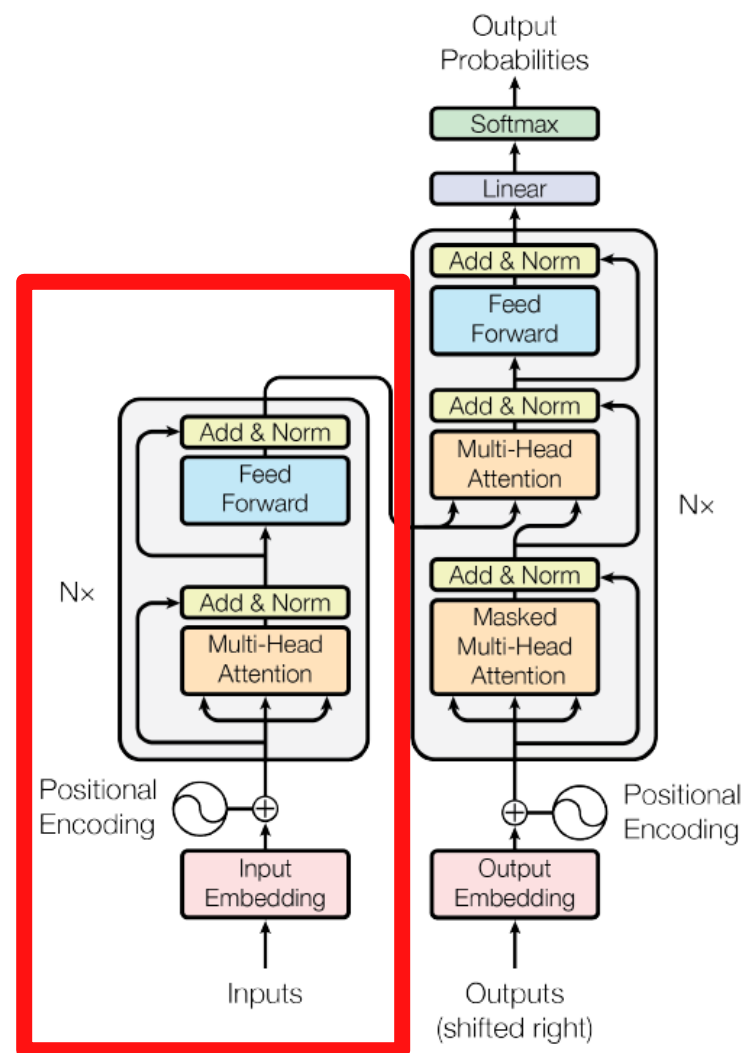 Output
Probabilities
Softmax
Linear
Add & Norm
Feed
Forward
Add & Norm
Multi-Head
Attention
Add & Norm
Masked
Multi-Head
Attention
Nx
Positional
Encoding
Output
Embedding
Outputs
(shifted right)
Add & Norm
Feed
Forward
Add & Norm
Multi-Head
Attention
Nx
Positional
Encoding
Input
Embedding
Inputs